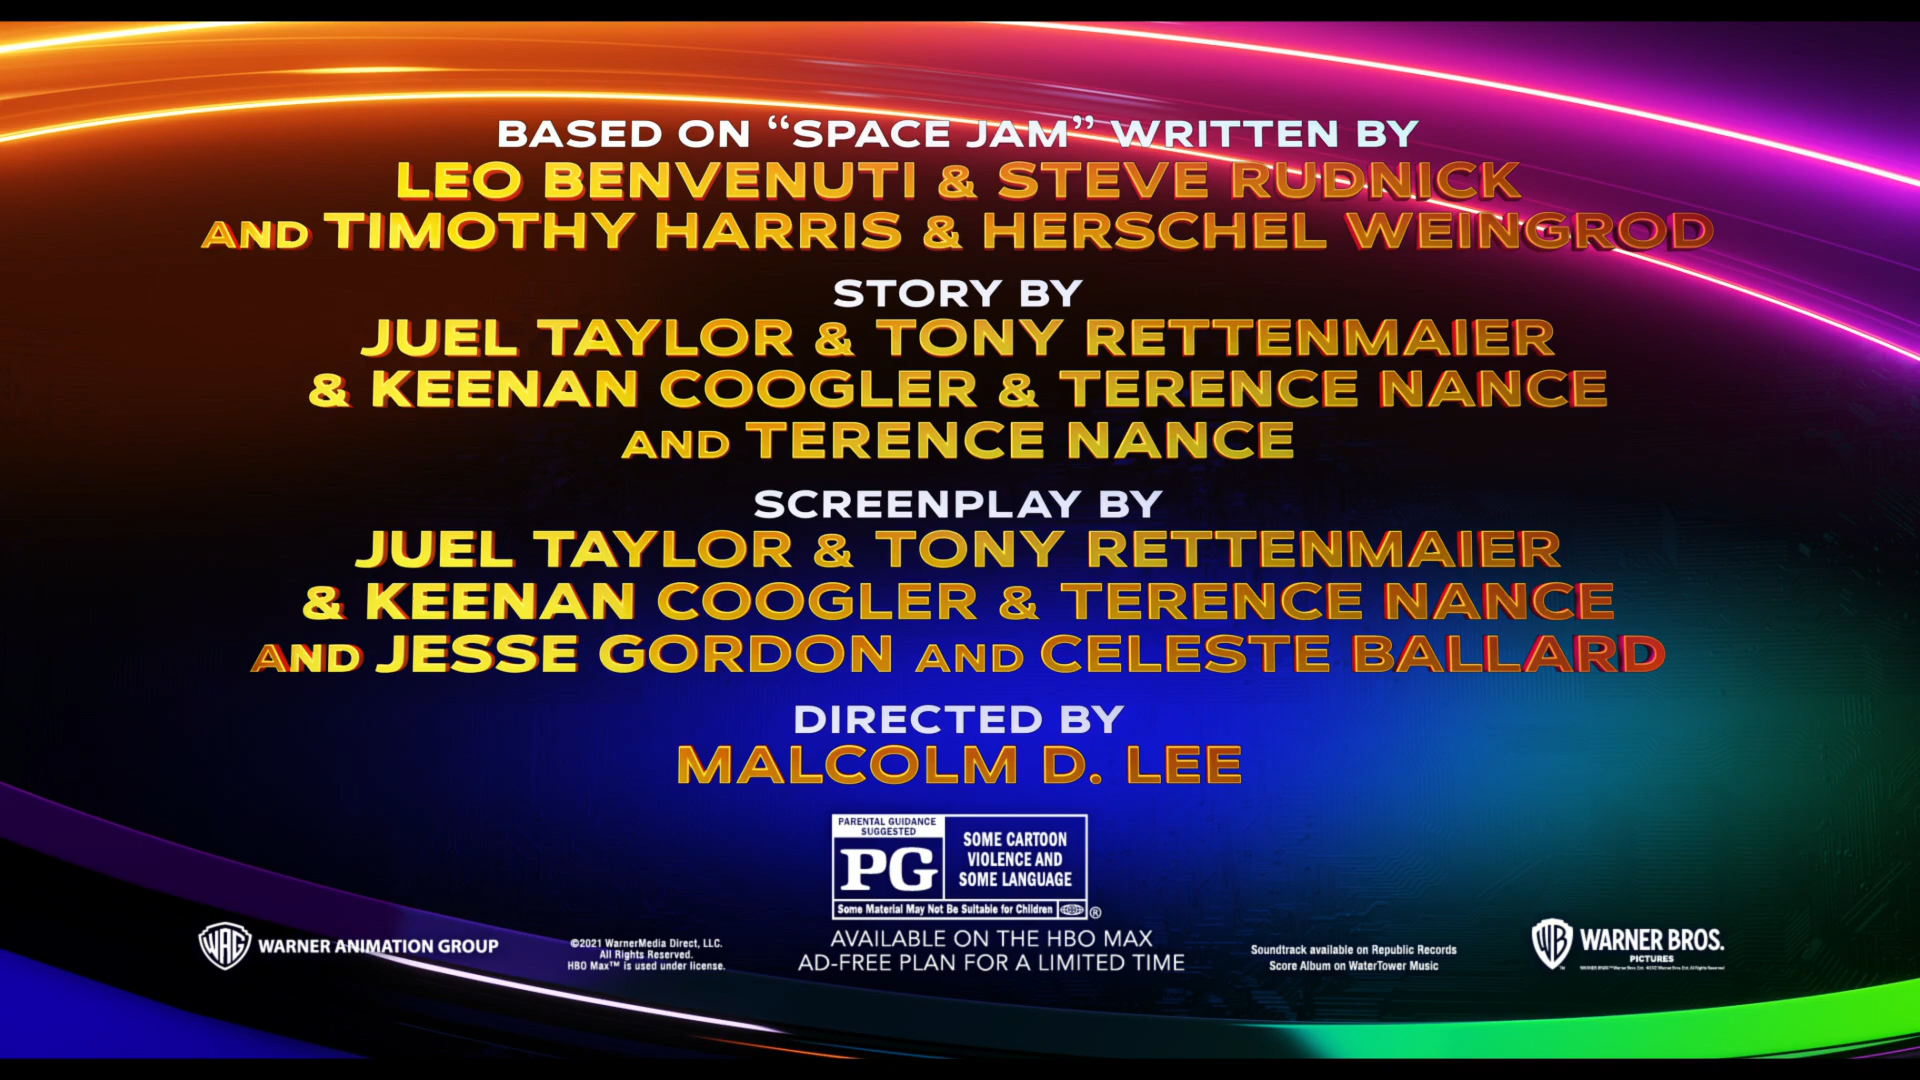 BASED ON “SPACE JAM” WRITTEN BY
LEO BENVENUTI & STEVE RUDNICK
AND TIMOTHY HARRIS & HERSCHEL WEINGROD
STORY BY
JUEL TAYLOR & TONY RETTENMAIER
& KEENAN COOGLER & TERENCE NANCE
AND TERENCE NANCE
SCREENPLAY BY
JUEL TAYLOR & TONY RETTENMAIER
& KEENAN COOGLER & TERENCE NANCE
AND JESSE GORDON AND CELESTE BALLARD
DIRECTED BY
MALCOLM D. LEE
PARENTAL GUIDANCE
SUGGESTED
PG
SOME CARTOON
VIOLENCE AND
SOME LANGUAGE
Some Material May Not Be Suitable for Children
®
WAG WARNER ANIMATION GROUP
©2021 WarnerMedia Direct, LLC.
All Rights Reserved.
HBO Max™ is used under license.
AVAILABLE ON THE HBO MAX
AD-FREE PLAN FOR A LIMITED TIME
Soundtrack available on Republic Records
Score Album on WaterTower Music
WB WARNER BROS.
PICTURES